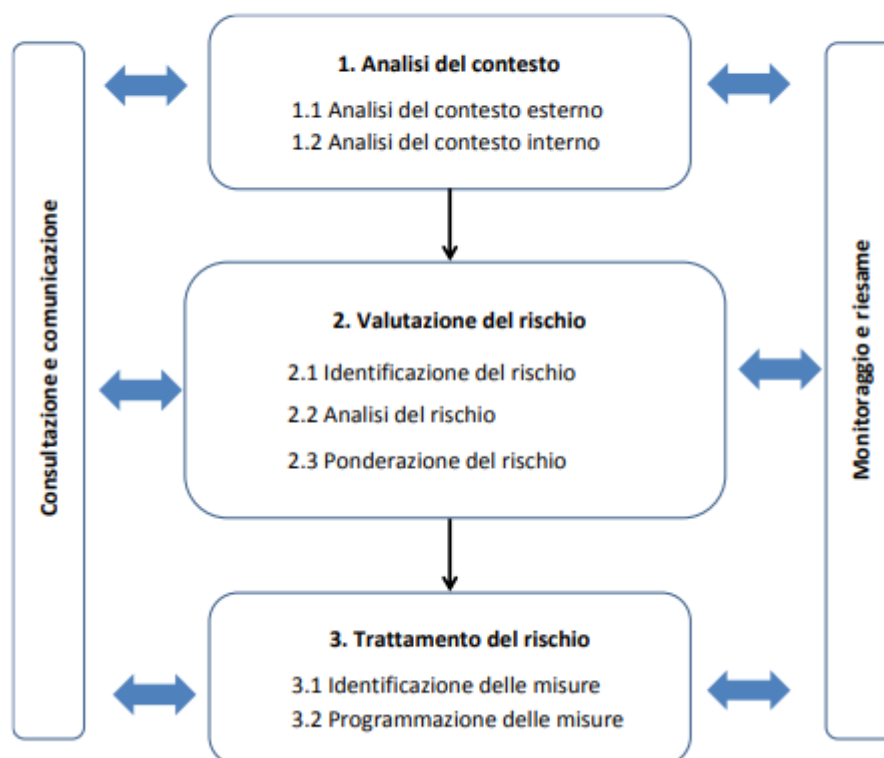 Consultazione e comunicazione
1. Analisi del contesto
1.1 Analisi del contesto esterno
1.2 Analisi del contesto interno
2. Valutazione del rischio
2.1 Identificazione del rischio
2.2 Analisi del rischio
2.3 Ponderazione del rischio
3. Trattamento del rischio
3.1 Identificazione delle misure
3.2 Programmazione delle misure
Monitoraggio e riesame